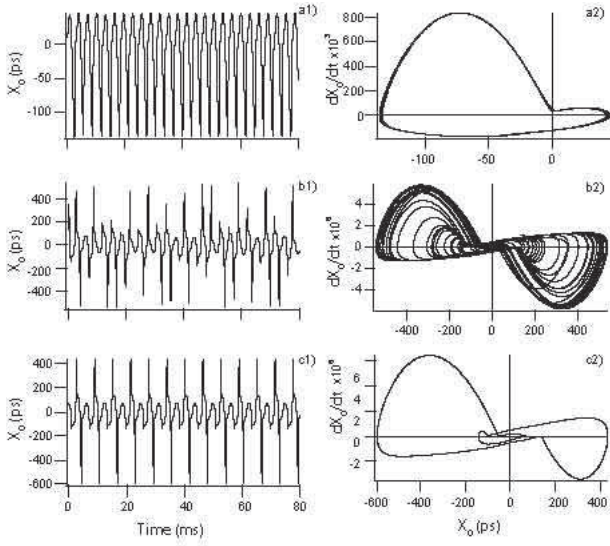 a1)
X₀ (ps)
0
-50
-100
a2)
dX₀/dt x10³
800
600
400
200
0
-100 -50 0
b1)
X₀ (ps)
400
200
0
-200
-400
b2)
dX₀/dt x10⁶
4
2
0
-2
-4
-400 -200 0 200 400
c1)
X₀ (ps)
400
200
0
-200
-400
-600
0 20 40 60 80
Time (ms)
c2)
dX₀/dt x10⁶
6
4
2
0
-2
-600 -400 -200 0 200 400
X₀ (ps)